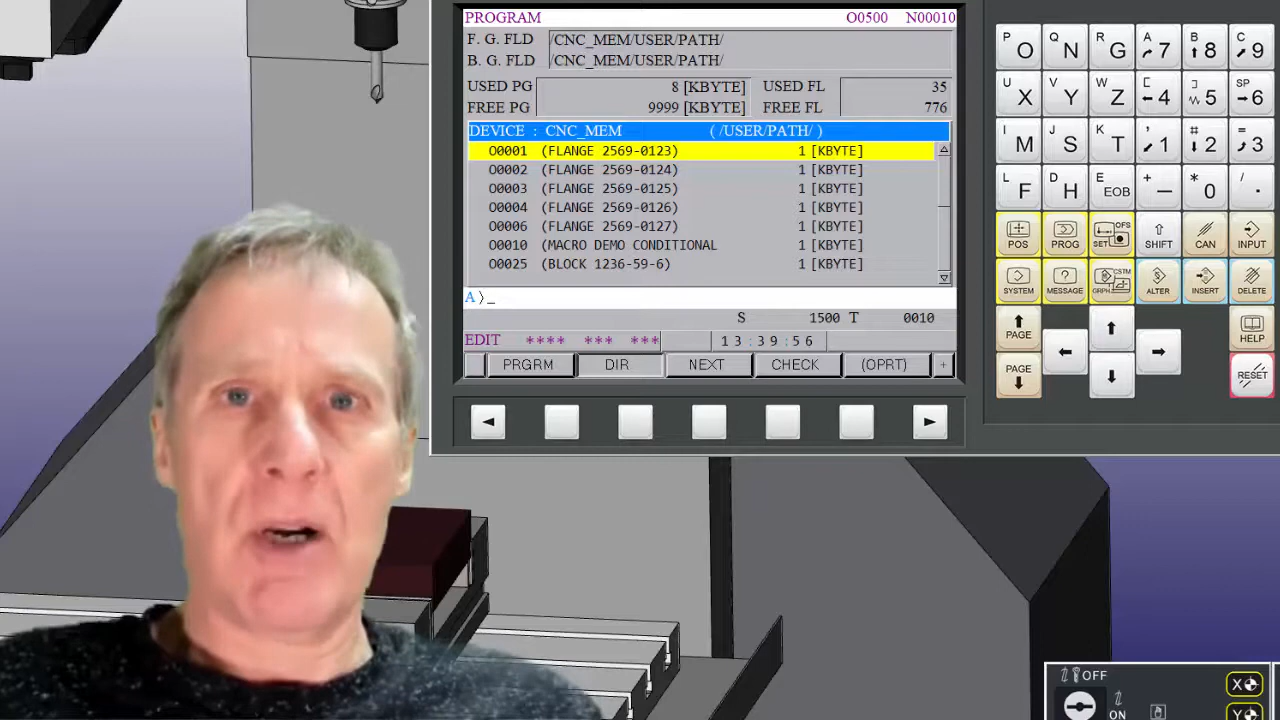 PROGRAM O0500 N00010
F. G. FLD /CNC_MEM/USER/PATH/
B. G. FLD /CNC_MEM/USER/PATH/
USED PG 8 [KBYTE] USED FL 35
FREE PG 9999 [KBYTE] FREE FL 776
DEVICE : CNC_MEM ( /USER/PATH/ )
O0001 (FLANGE 2569-0123) 1 [KBYTE]
O0002 (FLANGE 2569-0124) 1 [KBYTE]
O0003 (FLANGE 2569-0125) 1 [KBYTE]
O0004 (FLANGE 2569-0126) 1 [KBYTE]
O0006 (FLANGE 2569-0127) 1 [KBYTE]
O0010 (MACRO DEMO CONDITIONAL 1 [KBYTE]
O0025 (BLOCK 1236-59-6) 1 [KBYTE]
A 〉_
S 1500 T 0010
EDIT **** *** *** 13:39:56
PRGRM DIR NEXT CHECK (OPRT) +
P O Q N R G A 7 B 8 C 9
U X V Y W Z [ 4 ] 5 SP 6
I M J S K T , 1 # 2 = 3
L F D H E EOB + - * 0 / .
POS PROG OFS SET SHIFT CAN INPUT
SYSTEM MESSAGE CSTM GRPH ALTER INSERT DELETE
PAGE HELP
PAGE RESET
OFF
ON
X
Y